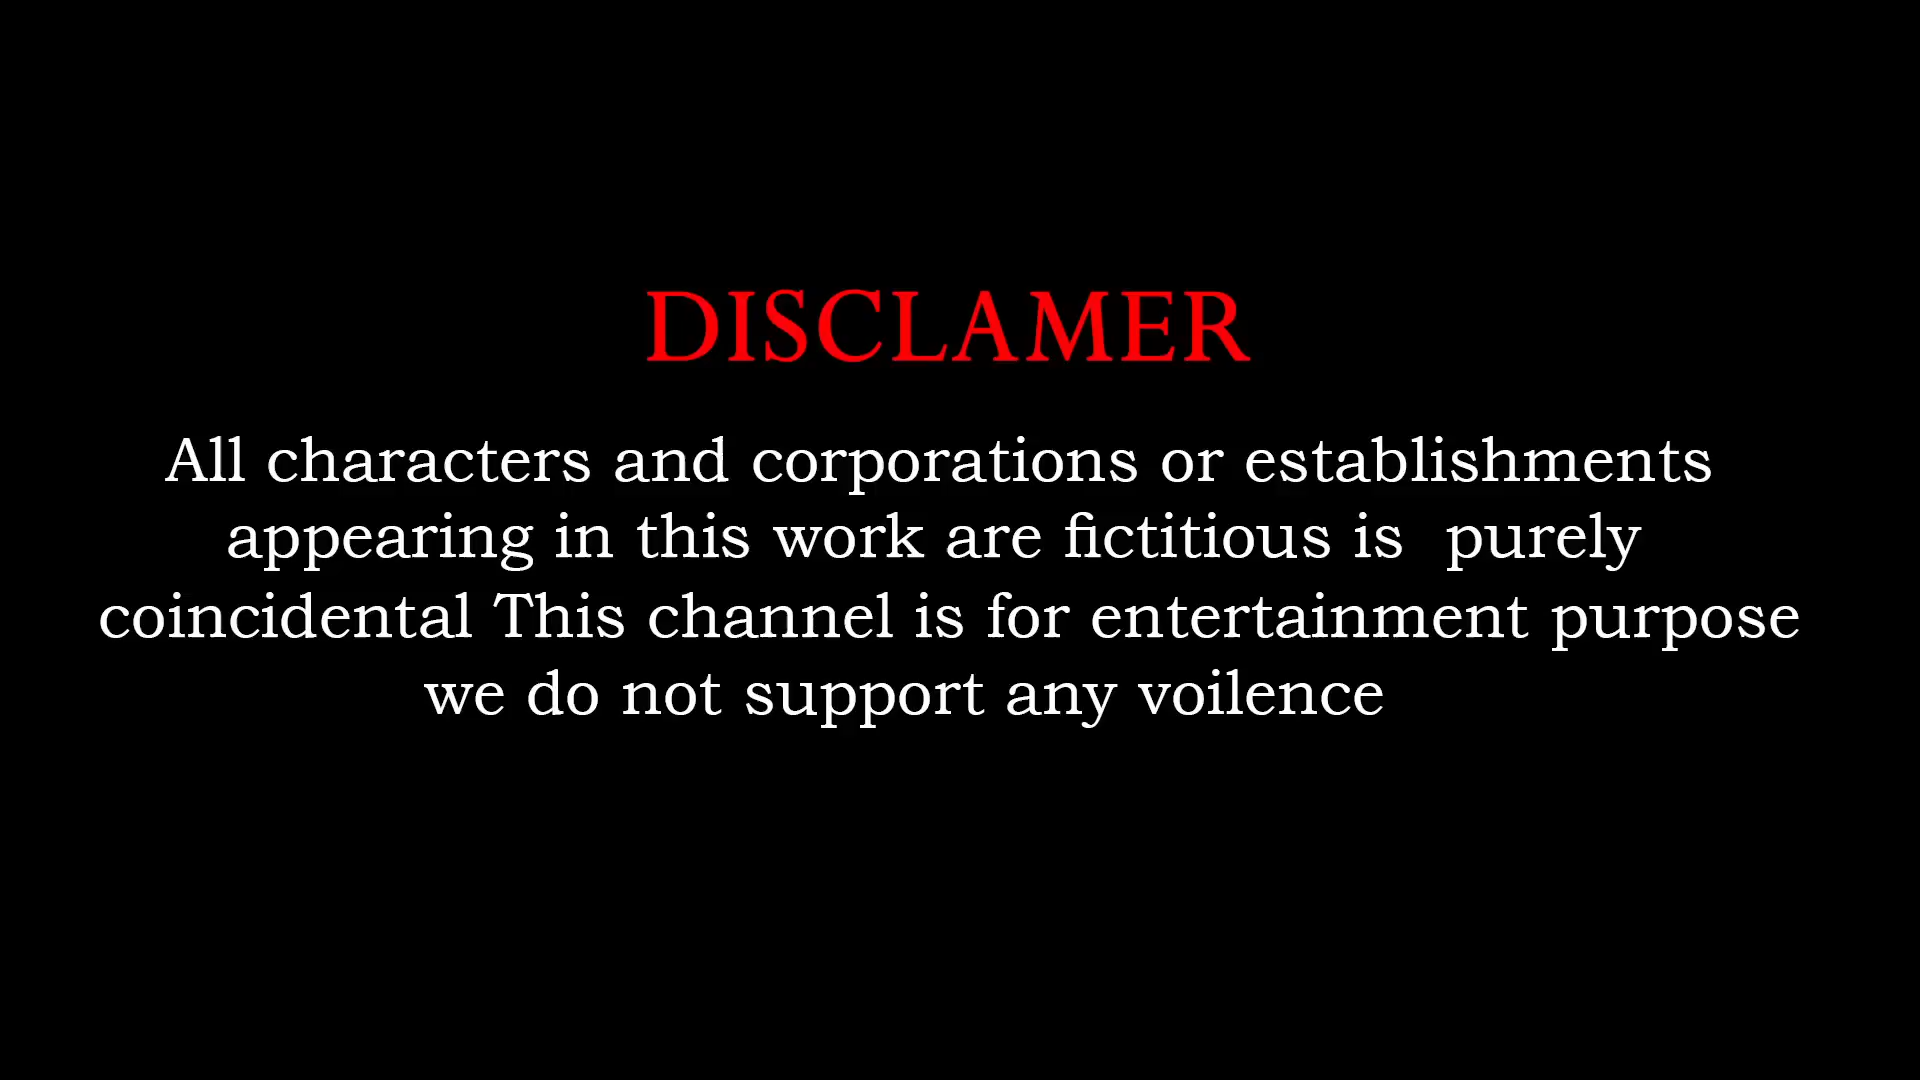 DISCLAMER
All characters and corporations or establishments
appearing in this work are fictitious is  purely
coincidental This channel is for entertainment purpose
we do not support any voilence